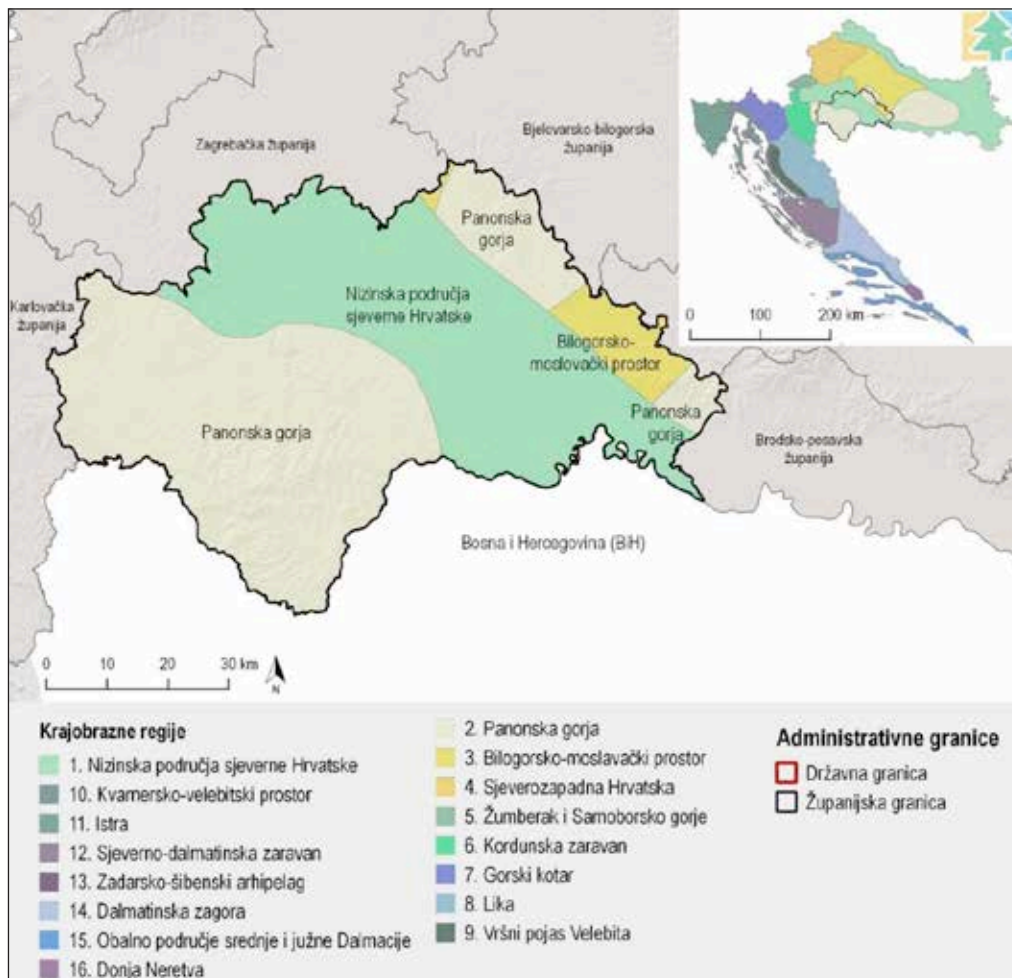 Zagrebačka županija
Bjelovarsko-bilogorska
županija
Karlovačka
županija
Panonska
gorja
Nizinska područja
sjeverne Hrvatske
Bilogorsko-
moslovački prostor
Panonska gorja
Panonska
gorja
Brodsko-posavska
županija
Bosna i Hercegovina (BiH)
0 100 200 km
0 10 20 30 km
N
Krajobrazne regije
1. Nizinska područja sjeverne Hrvatske
10. Kvarnersko-velebitski prostor
11. Istra
12. Sjeverno-dalmatinska zaravan
13. Zadarsko-šibenski arhipelag
14. Dalmatinska zagora
15. Obalno područje srednje i južne Dalmacije
16. Donja Neretva
2. Panonska gorja
3. Bilogorsko-moslavački prostor
4. Sjeverozapadna Hrvatska
5. Žumberak i Samoborsko gorje
6. Kordunska zaravan
7. Gorski kotar
8. Lika
9. Vršni pojas Velebita
Administrativne granice
Državna granica
Županijska granica